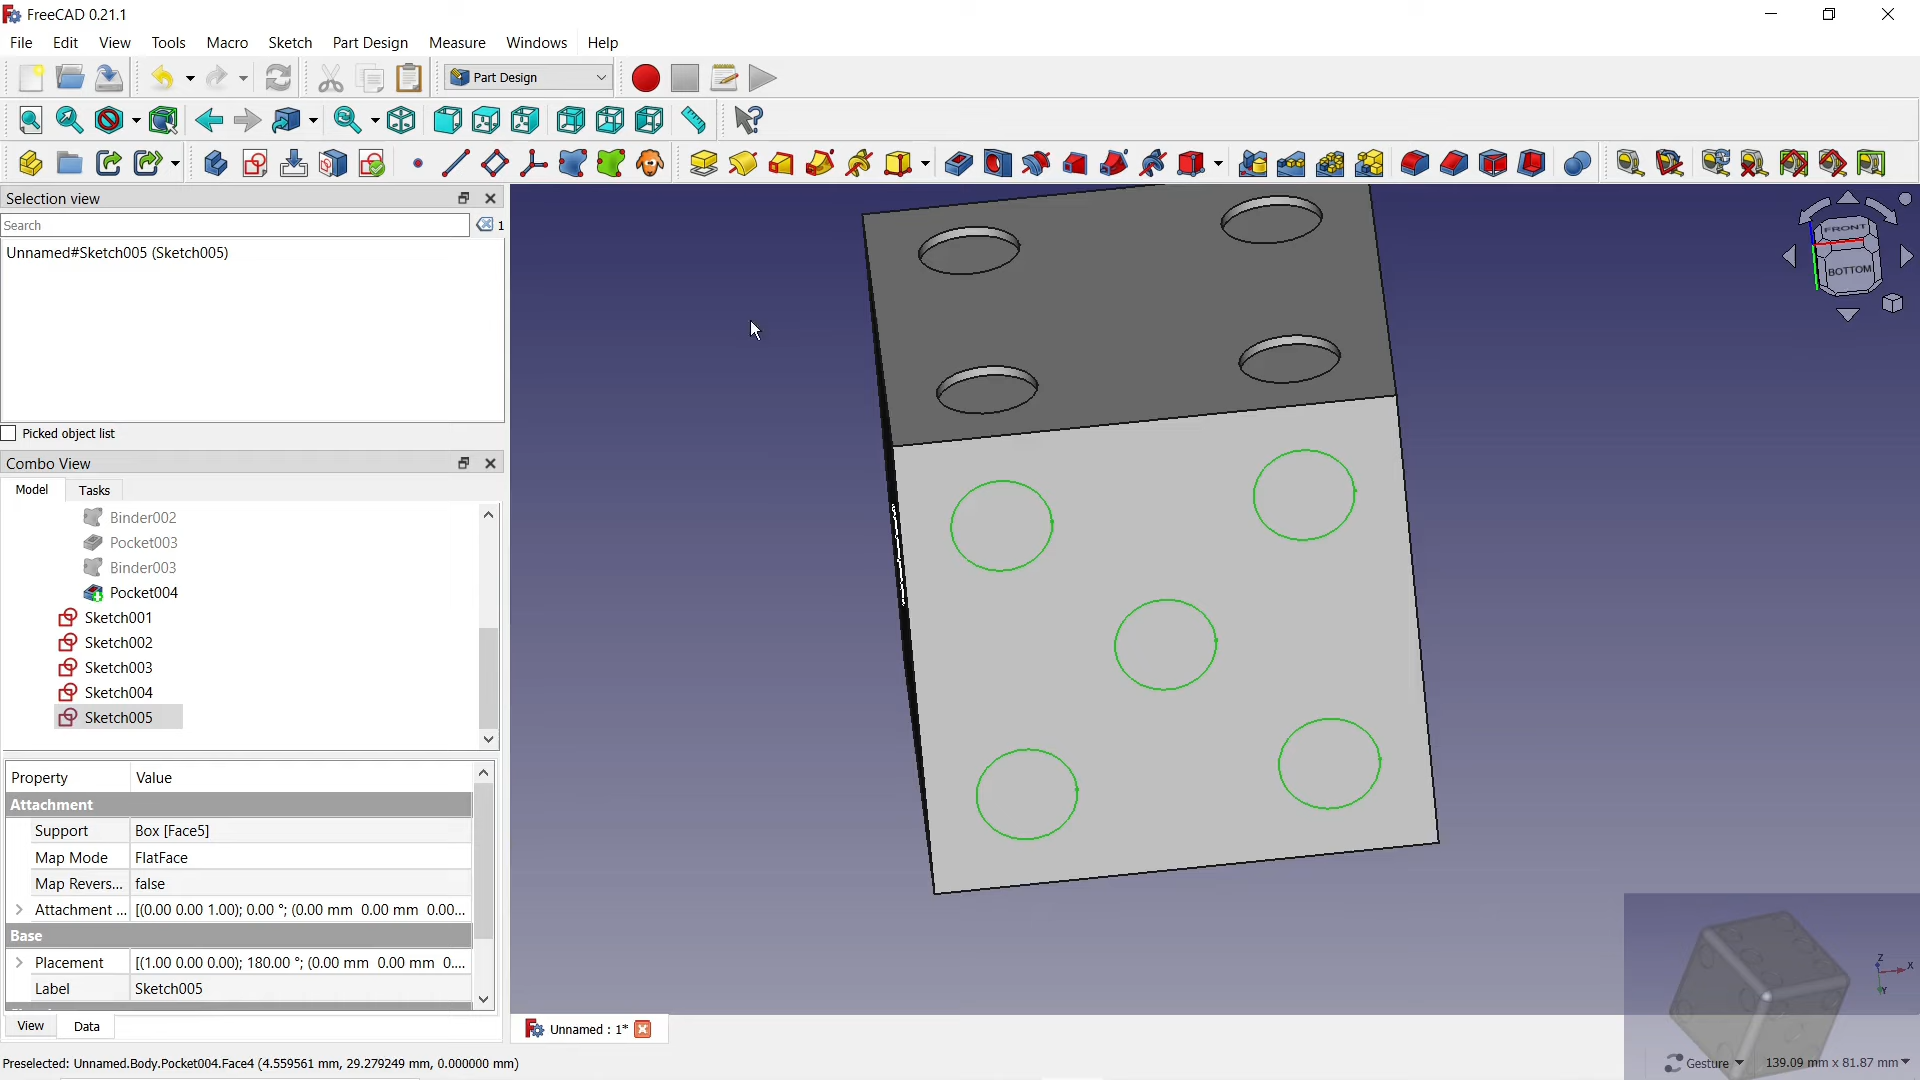 FreeCAD 0.21.1
File Edit View Tools Macro Sketch Part Design Measure Windows Help
Part Design
Selection view
Search
1
Unnamed#Sketch005 (Sketch005)
Picked object list
Combo View
Model Tasks
Binder002
Pocket003
Binder003
Pocket004
Sketch001
Sketch002
Sketch003
Sketch004
Sketch005
Property Value
Attachment
Support Box [Face5]
Map Mode FlatFace
Map Revers... false
Attachment ... [(0.00 0.00 1.00); 0.00 °; (0.00 mm 0.00 mm 0.00...
Base
Placement [(1.00 0.00 0.00); 180.00 °; (0.00 mm 0.00 mm 0....
Label Sketch005
View Data
FRONT
BOTTOM
Z
X
Y
Unnamed : 1*
Preselected: Unnamed.Body.Pocket004.Face4 (4.559561 mm, 29.279249 mm, 0.000000 mm)
Gesture 139.09 mm x 81.87 mm